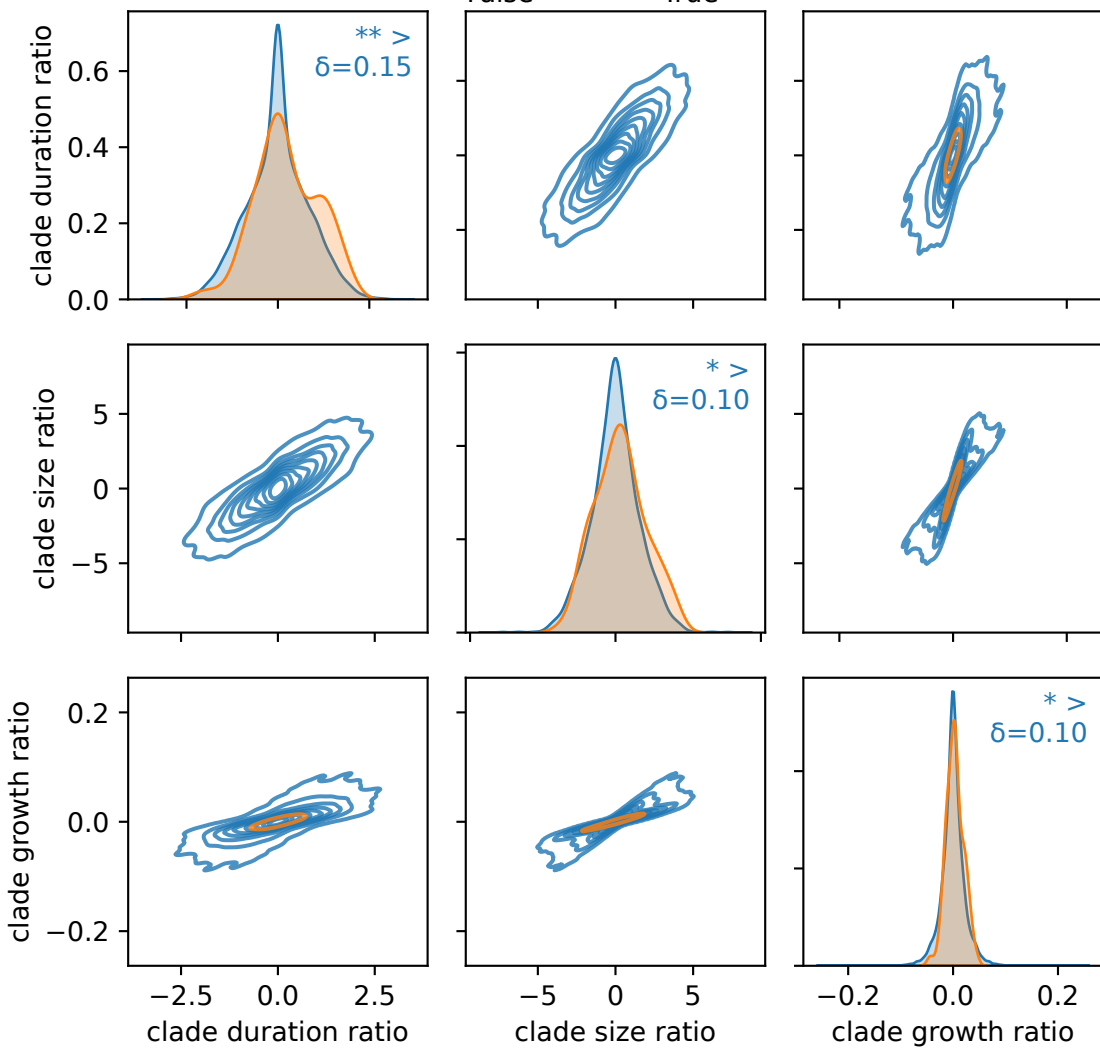 clade duration ratio
0.6
0.4
0.2
0.0
** >
δ=0.15
clade size ratio
5
0
−5
* >
δ=0.10
clade growth ratio
0.2
0.0
−0.2
* >
δ=0.10
−2.5 0.0 2.5
−5 0 5
−0.2 0.0 0.2
clade duration ratio
clade size ratio
clade growth ratio